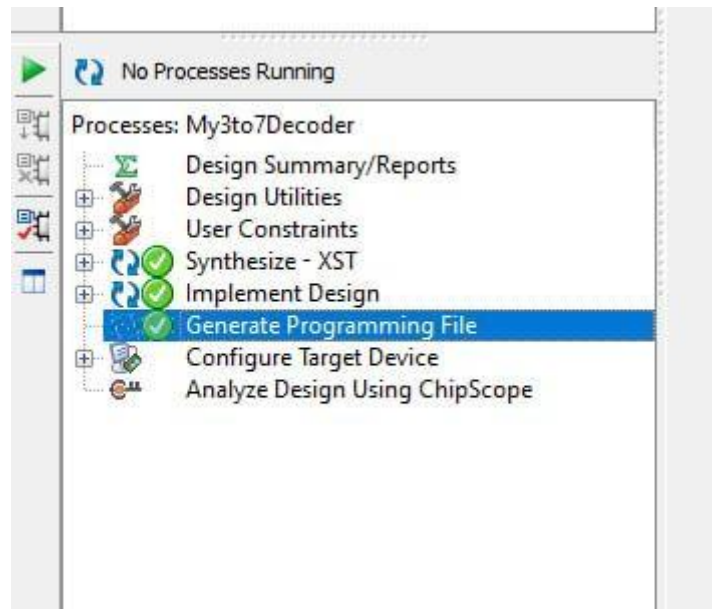 No Processes Running
Processes: My3to7Decoder
Design Summary/Reports
Design Utilities
User Constraints
Synthesize - XST
Implement Design
Generate Programming File
Configure Target Device
Analyze Design Using ChipScope